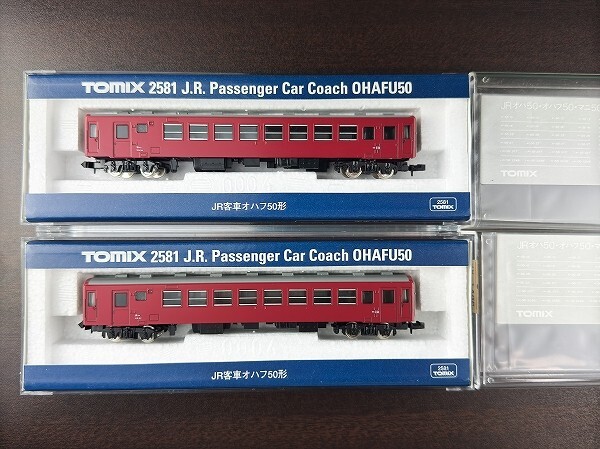 TOMIX 2581 J.R. Passenger Car Coach OHAFU50
JR客車オハフ50形
2581
TOMIX
TOMIX
TOMIX 2581 J.R. Passenger Car Coach OHAFU50
JR客車オハフ50形
2581
TOMIX
TOMIX